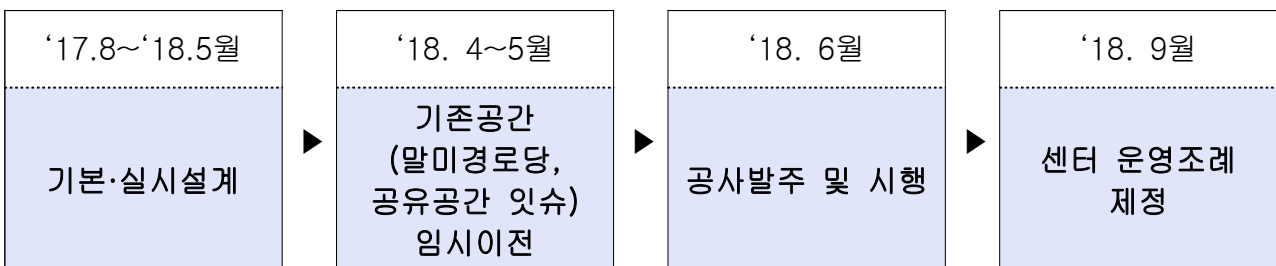 ‘17.8~‘18.5월
기본·실시설계
▶
‘18. 4~5월
기존공간
(말미경로당,
공유공간 잇슈)
임시이전
▶
‘18. 6월
공사발주 및 시행
▶
‘18. 9월
센터 운영조례
제정